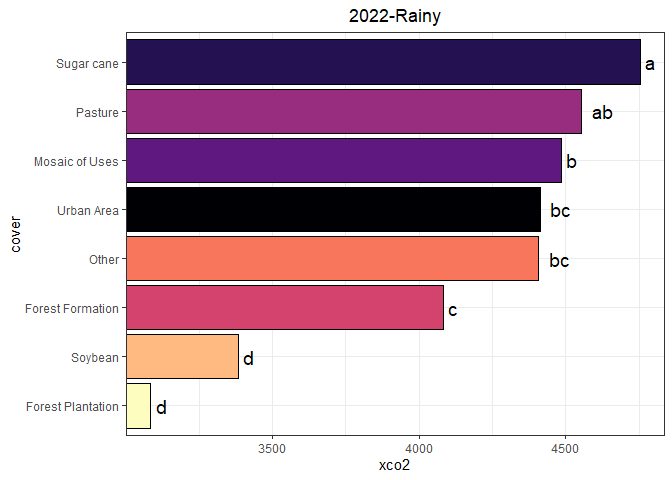 2022-Rainy
Sugar cane a
Pasture ab
Mosaic of Uses b
Urban Area bc
Other bc
Forest Formation c
Soybean d
Forest Plantation d
cover
3500 4000 4500
xco2